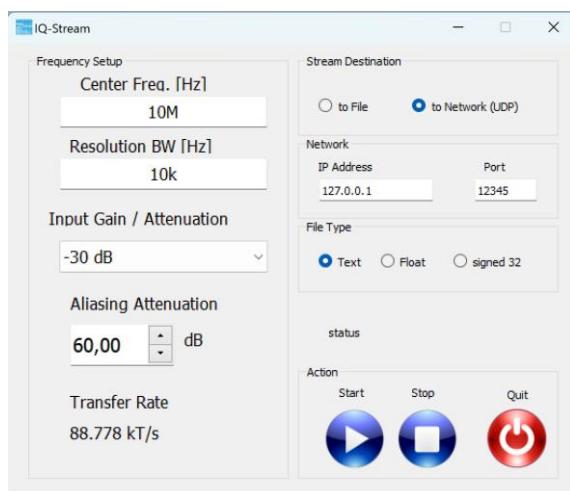 IQ-Stream
Frequency Setup
Center Freq. [Hz]
10M
Resolution BW [Hz]
10k
Input Gain / Attenuation
-30 dB
Aliasing Attenuation
60,00 dB
Transfer Rate
88.778 kT/s
Stream Destination
to File to Network (UDP)
Network
IP Address Port
127.0.0.1 12345
File Type
Text Float signed 32
status
Action
Start Stop Quit